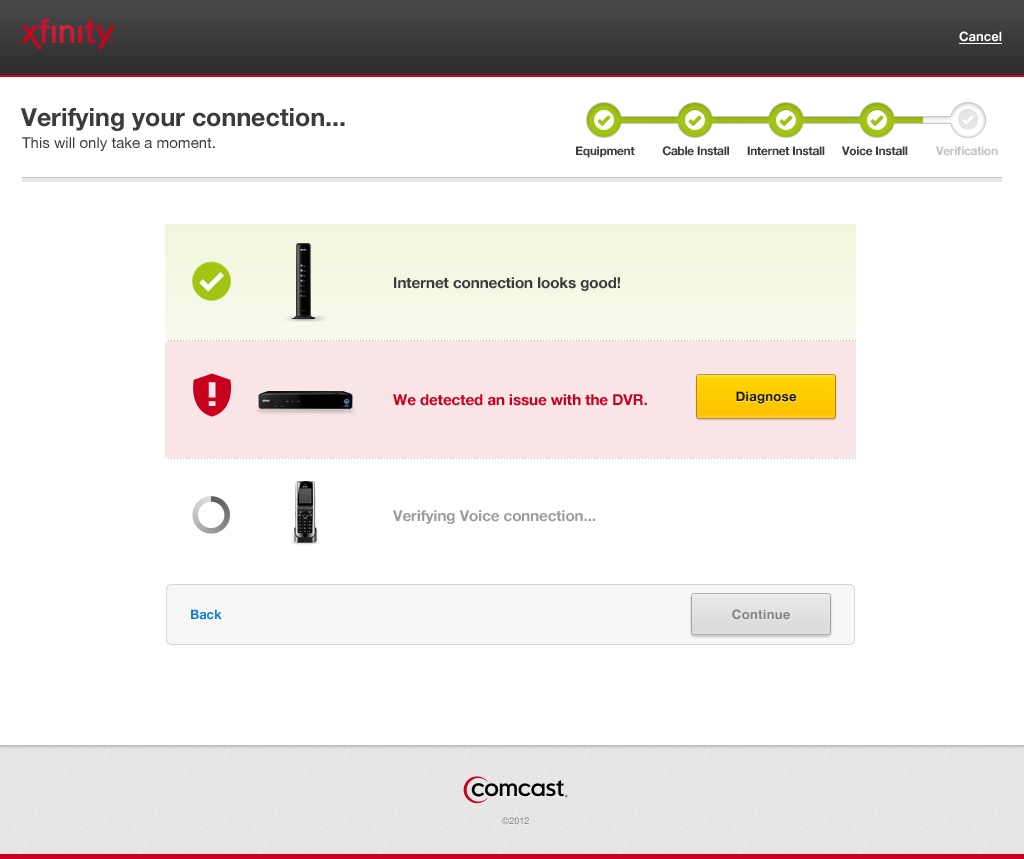 xfinity
Cancel
Verifying your connection...
This will only take a moment.
Equipment
Cable Install
Internet Install
Voice Install
Verification
Internet connection looks good!
We detected an issue with the DVR.
Diagnose
Verifying Voice connection...
Back
Continue
comcast
©2012